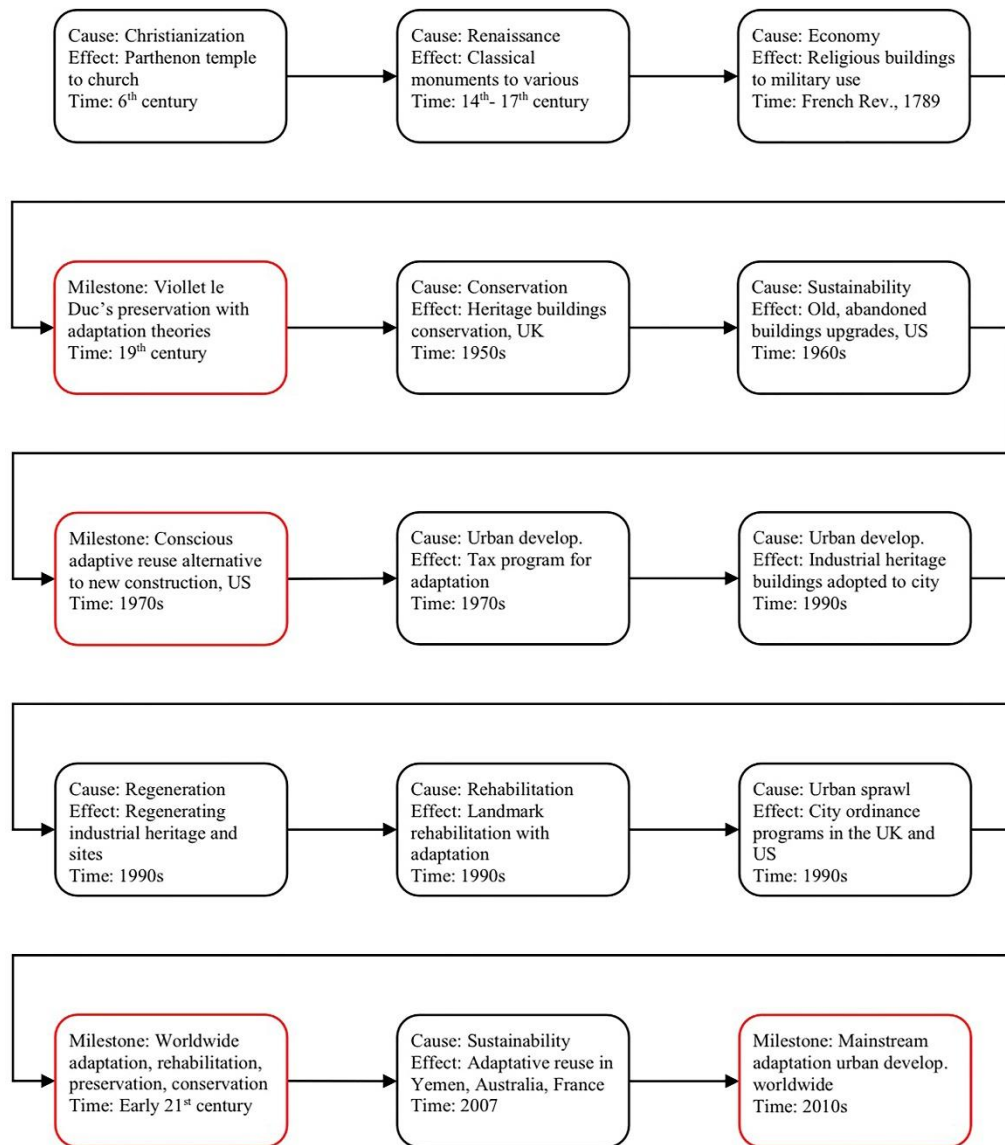 Cause: Christianization
Effect: Parthenon temple
to church
Time: 6th century
Cause: Renaissance
Effect: Classical
monuments to various
Time: 14th- 17th century
Cause: Economy
Effect: Religious buildings
to military use
Time: French Rev., 1789
Milestone: Viollet le
Duc’s preservation with
adaptation theories
Time: 19th century
Cause: Conservation
Effect: Heritage buildings
conservation, UK
Time: 1950s
Cause: Sustainability
Effect: Old, abandoned
buildings upgrades, US
Time: 1960s
Milestone: Conscious
adaptive reuse alternative
to new construction, US
Time: 1970s
Cause: Urban develop.
Effect: Tax program for
adaptation
Time: 1970s
Cause: Urban develop.
Effect: Industrial heritage
buildings adopted to city
Time: 1990s
Cause: Regeneration
Effect: Regenerating
industrial heritage and
sites
Time: 1990s
Cause: Rehabilitation
Effect: Landmark
rehabilitation with
adaptation
Time: 1990s
Cause: Urban sprawl
Effect: City ordinance
programs in the UK and
US
Time: 1990s
Milestone: Worldwide
adaptation, rehabilitation,
preservation, conservation
Time: Early 21st century
Cause: Sustainability
Effect: Adaptative reuse in
Yemen, Australia, France
Time: 2007
Milestone: Mainstream
adaptation urban develop.
worldwide
Time: 2010s